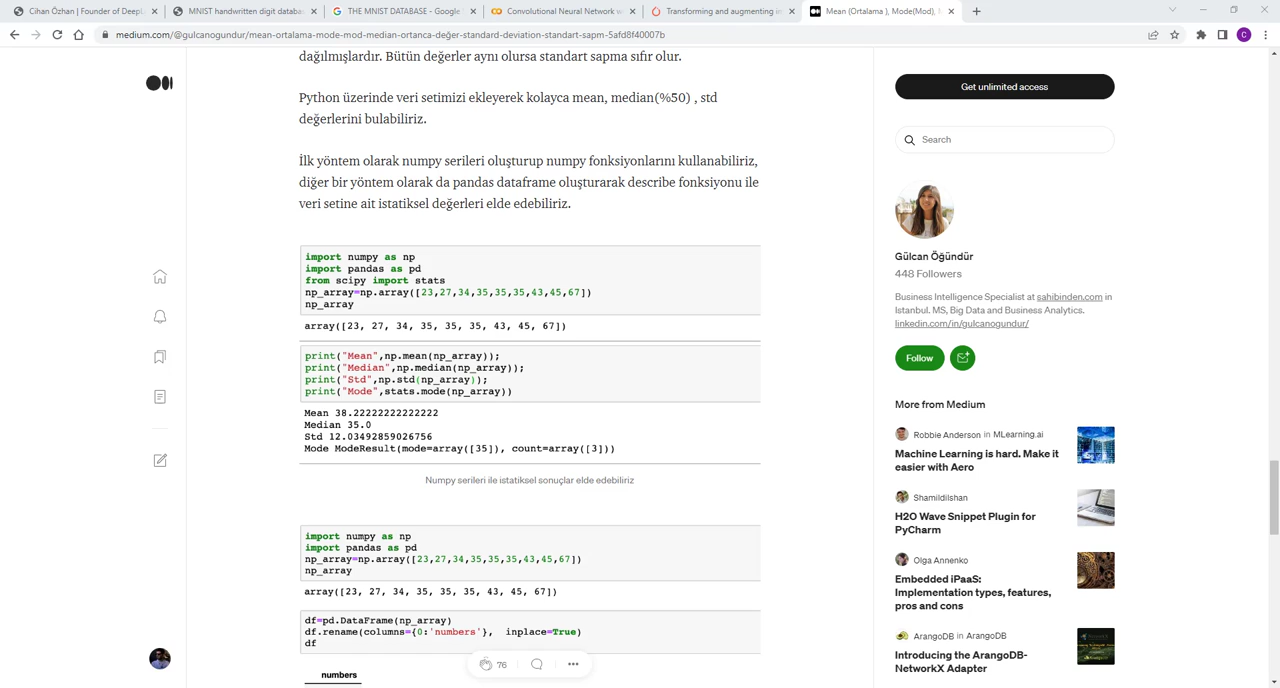 Cihan Özhan | Founder of DeepL
MNIST handwritten digit databas
THE MNIST DATABASE - Google S
Convolutional Neural Network w
Transforming and augmenting im
Mean (Ortalama ), Mode(Mod), M
medium.com/@gulcanogundur/mean-ortalama-mode-mod-median-ortanca-değer-standard-deviation-standart-sapm-5afd8f40007b
C
dağılmışlardır. Bütün değerler aynı olursa standart sapma sıfır olur.
Python üzerinde veri setimizi ekleyerek kolayca mean, median(%50) , std
değerlerini bulabiliriz.
İlk yöntem olarak numpy serileri oluşturup numpy fonksiyonlarını kullanabiliriz,
diğer bir yöntem olarak da pandas dataframe oluşturarak describe fonksiyonu ile
veri setine ait istatiksel değerleri elde edebiliriz.
import numpy as np
import pandas as pd
from scipy import stats
np_array=np.array([23,27,34,35,35,35,43,45,67])
np_array
array([23, 27, 34, 35, 35, 35, 43, 45, 67])
print("Mean",np.mean(np_array));
print("Median",np.median(np_array));
print("Std",np.std(np_array));
print("Mode",stats.mode(np_array))
Mean 38.22222222222222
Median 35.0
Std 12.03492859026756
Mode ModeResult(mode=array([35]), count=array([3]))
Numpy serileri ile istatiksel sonuçlar elde edebiliriz
import numpy as np
import pandas as pd
np_array=np.array([23,27,34,35,35,35,43,45,67])
np_array
array([23, 27, 34, 35, 35, 35, 43, 45, 67])
df=pd.DataFrame(np_array)
df.rename(columns={0:'numbers'}, inplace=True)
df
76
numbers
Get unlimited access
Search
Gülcan Öğündür
448 Followers
Business Intelligence Specialist at sahibinden.com in
Istanbul. MS, Big Data and Business Analytics.
linkedin.com/in/gulcanogundur/
Follow
More from Medium
Robbie Anderson in MLearning.ai
Machine Learning is hard. Make it
easier with Aero
Shamildilshan
H2O Wave Snippet Plugin for
PyCharm
Olga Annenko
Embedded iPaaS:
Implementation types, features,
pros and cons
ArangoDB in ArangoDB
Introducing the ArangoDB-
NetworkX Adapter